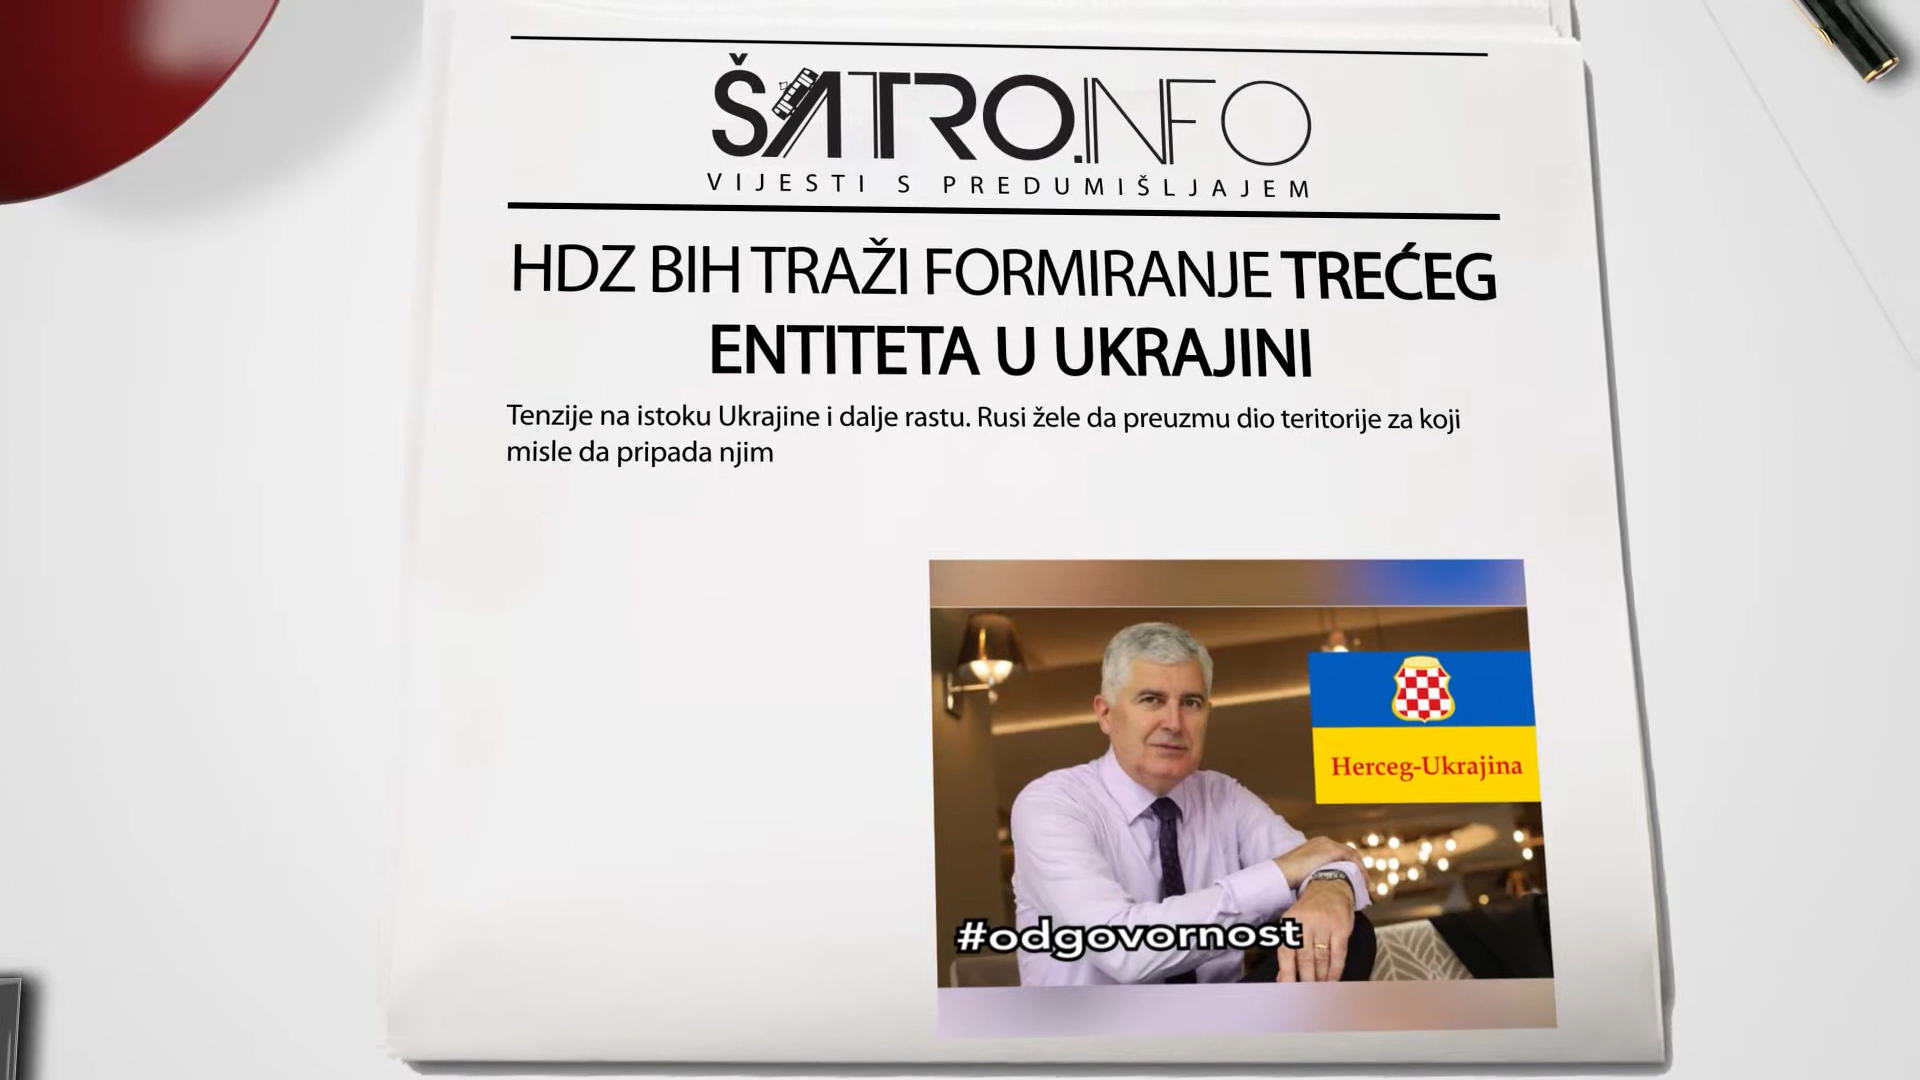 ŠATRO.INFO
VIJESTI S PREDUMIŠLJAJEM
HDZ BIH TRAŽI FORMIRANJE TREĆEG
ENTITETA U UKRAJINI
Tenzije na istoku Ukrajine i dalje rastu. Rusi žele da preuzmu dio teritorije za koji
misle da pripada njim
Herceg-Ukrajina
#odgovornost